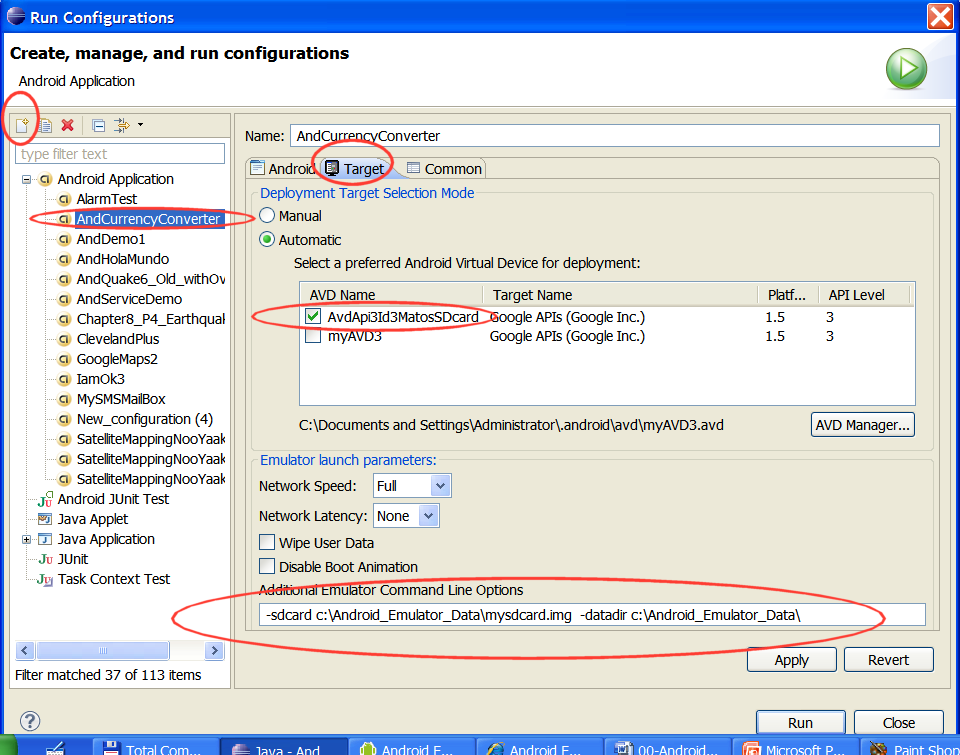 Run Configurations
Create, manage, and run configurations
Android Application
type filter text
Android Application
AlarmTest
AndCurrencyConverter
AndDemo1
AndHolaMundo
AndQuake6_Old_withOv
AndServiceDemo
Chapter8_P4_Earthqual
ClevelandPlus
GoogleMaps2
IamOk3
MySMSMailBox
New_configuration (4)
SatelliteMappingNooYaak
SatelliteMappingNooYaak
SatelliteMappingNooYaak
Android JUnit Test
Java Applet
Java Application
JUnit
Task Context Test
Filter matched 37 of 113 items
Name: AndCurrencyConverter
Android Target Common
Deployment Target Selection Mode
Manual
Automatic
Select a preferred Android Virtual Device for deployment:
AVD Name Target Name Platf... API Level
AvdApi3Id3MatosSDcard Google APIs (Google Inc.) 1.5 3
myAVD3 Google APIs (Google Inc.) 1.5 3
C:\Documents and Settings\Administrator\.android\avd\myAVD3.avd AVD Manager...
Emulator launch parameters:
Network Speed: Full
Network Latency: None
Wipe User Data
Disable Boot Animation
Additional Emulator Command Line Options
-sdcard c:\Android_Emulator_Data\mysdcard.img -datadir c:\Android_Emulator_Data\
Apply Revert
Run Close
Total Com... Java - And Android E... Android E... 00-Android... Microsoft P... Paint Shop